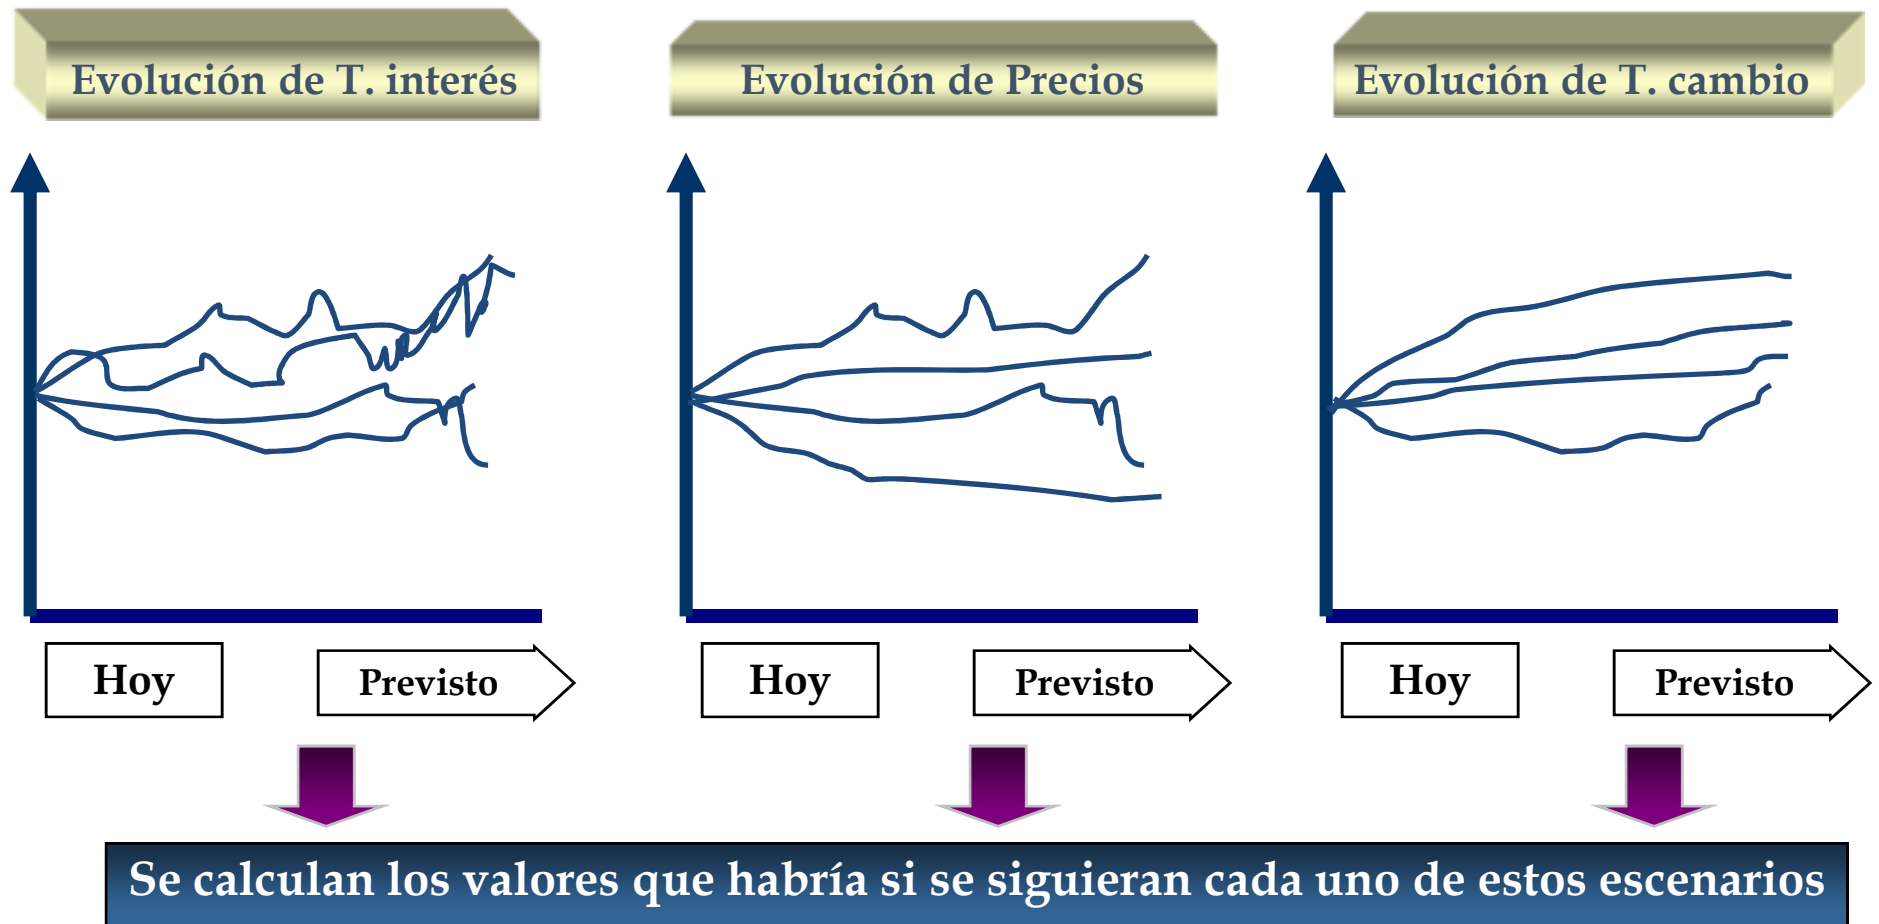 Evolución de T. interés
Evolución de Precios
Evolución de T. cambio
Hoy
Previsto
Hoy
Previsto
Hoy
Previsto
Se calculan los valores que habría si se siguieran cada uno de estos escenarios